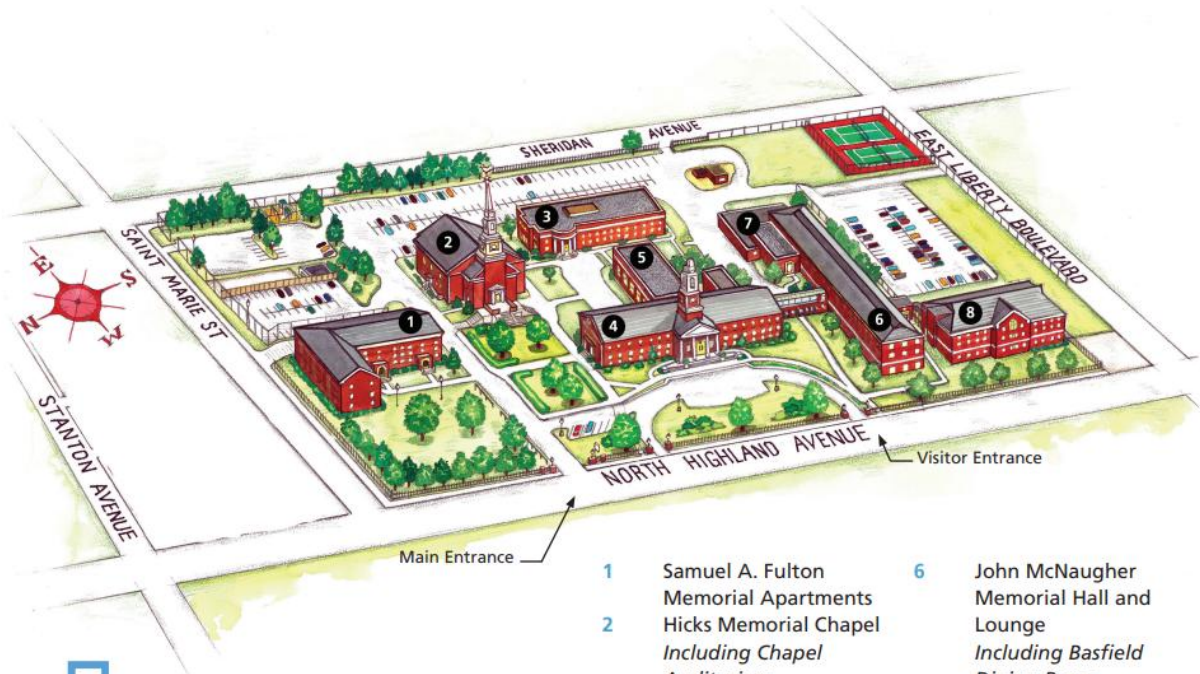 SHERIDAN AVENUE
EAST LIBERTY BOULEVARD
SAINT MARIE ST
STANTON AVENUE
E
S
N
W
3
2
7
5
1
4
6
8
NORTH HIGHLAND AVENUE
Visitor Entrance
Main Entrance
1 Samuel A. Fulton
Memorial Apartments
2 Hicks Memorial Chapel
Including Chapel
6 John McNaugher
Memorial Hall and
Lounge
Including Basfield